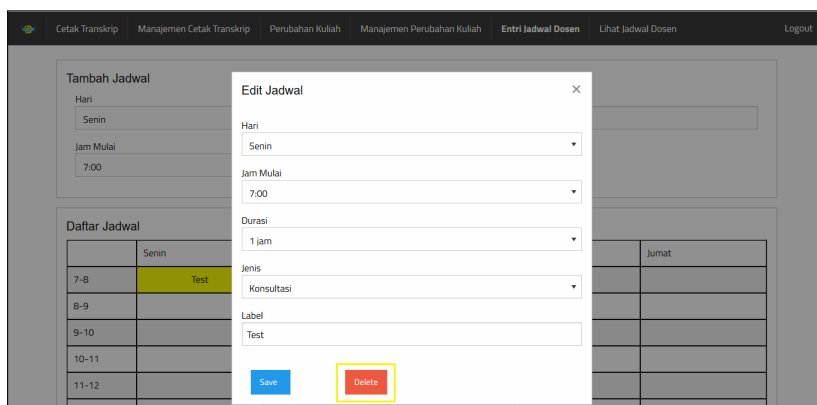 Cetak Transkrip Manajemen Cetak Transkrip Perubahan Kuliah Manajemen Perubahan Kuliah Entri Jadwal Dosen Lihat Jadwal Dosen Logout
Tambah Jadwal
Hari
Senin
Jam Mulai
7:00
Edit Jadwal ×
Hari
Senin
Jam Mulai
7:00
Durasi
1 jam
Jenis
Konsultasi
Label
Test
Save Delete
Daftar Jadwal
Senin Jumat
7-8 Test
8-9
9-10
10-11
11-12